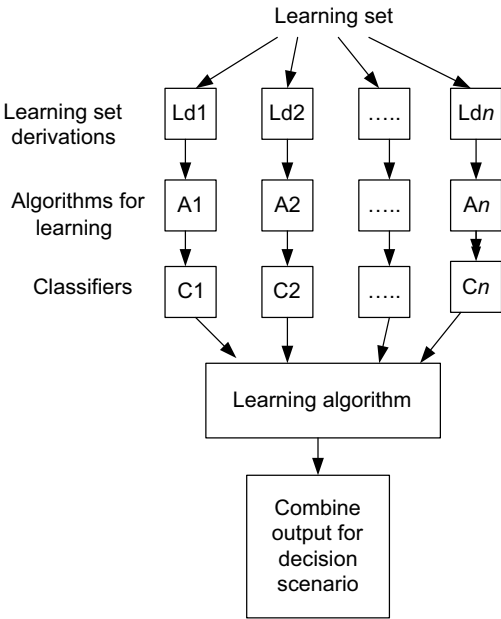 Learning set
Learning set
derivations
Ld1 Ld2 ..... Ldn
Algorithms for
learning
A1 A2 ..... An
Classifiers
C1 C2 ..... Cn
Learning algorithm
Combine
output for
decision
scenario